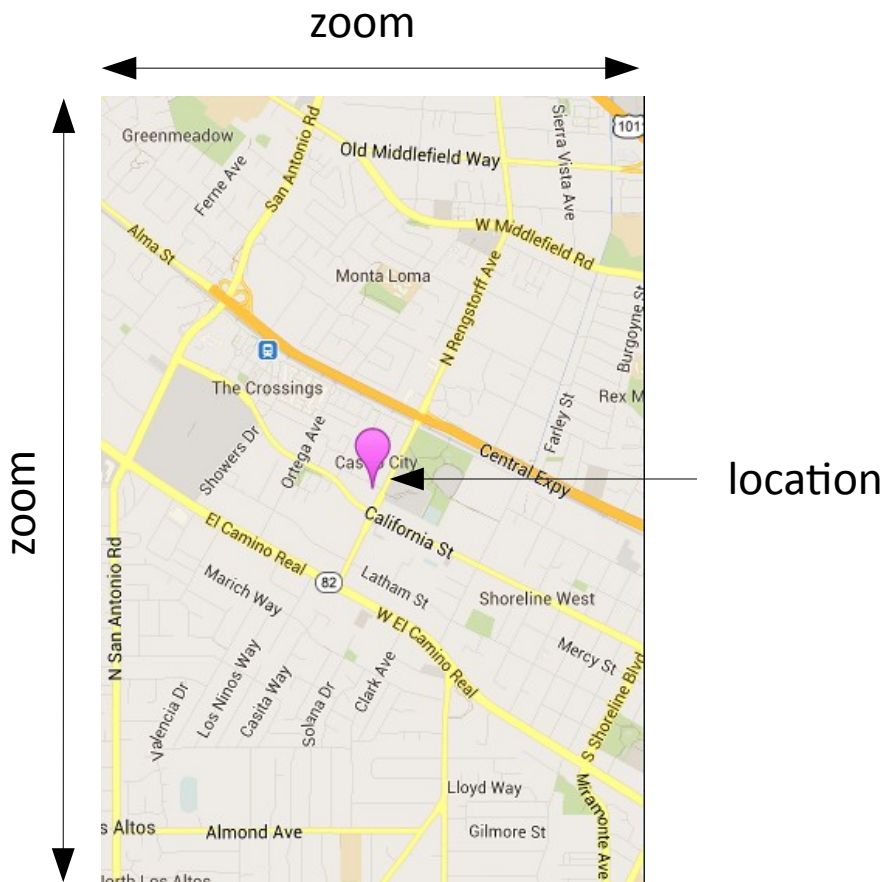 zoom
101
Greenmeadow
San Antonio Rd
Sierra Vista Ave
Old Middlefield Way
Ferne Ave
W Middlefield Rd
Alma St
Monta Loma
N Rengstorff Ave
Burgoyne St
The Crossings
Rex M
Farley St
Showers Dr
Ortega Ave
City
Central Expy
location
zoom
California St
El Camino Real
N San Antonio Rd
82
Latham St
Marich Way
Shoreline West
W El Camino Real
Mercy St
Los Ninos Way
Casita Way
Clark Ave
Valencia Dr
Solana Dr
S Shoreline Blvd
Lloyd Way
Miramonte Ave
s Altos
Almond Ave
Gilmore St
North Los Altos